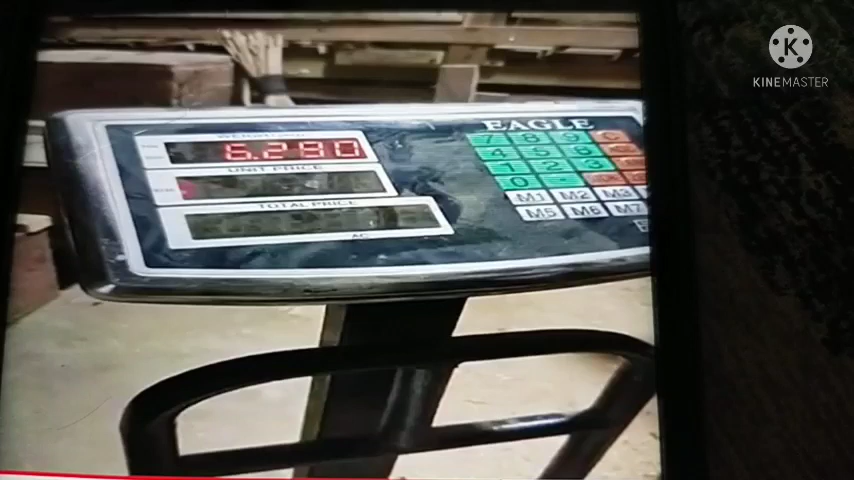 KINEMASTER
EAGLE
WEIGHT
6.290
UNIT PRICE
TOTAL PRICE
AC
7 8 9 C
4 5 6
1 2 3
0
M1 M2 M3
M5 M6 M7